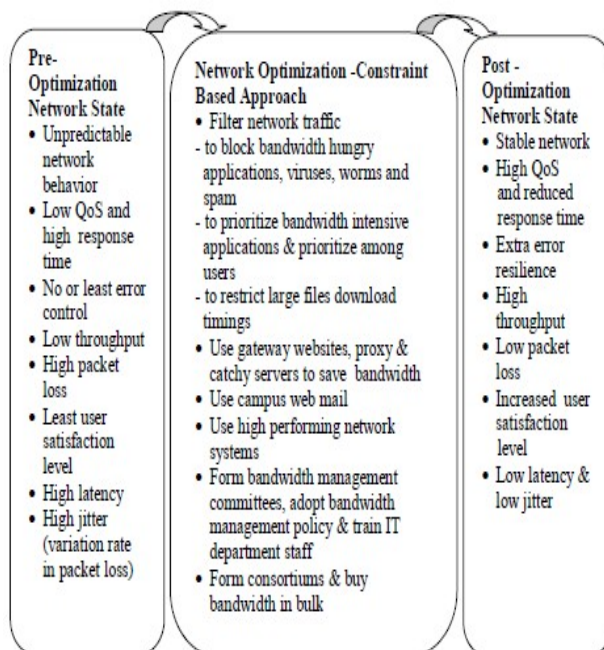 Pre-
Optimization
Network State
• Unpredictable
network
behavior
• Low QoS and
high response
time
• No or least error
control
• Low throughput
• High packet
loss
• Least user
satisfaction
level
• High latency
• High jitter
(variation rate
in packet loss)
Network Optimization -Constraint
Based Approach
• Filter network traffic
- to block bandwidth hungry
applications, viruses, worms and
spam
- to prioritize bandwidth intensive
applications & prioritize among
users
- to restrict large files download
timings
• Use gateway websites, proxy &
catchy servers to save bandwidth
• Use campus web mail
• Use high performing network
systems
• Form bandwidth management
committees, adopt bandwidth
management policy & train IT
department staff
• Form consortiums & buy
bandwidth in bulk
Post -
Optimization
Network State
• Stable network
• High QoS
and reduced
response time
• Extra error
resilience
• High
throughput
• Low packet
loss
• Increased user
satisfaction
level
• Low latency &
low jitter